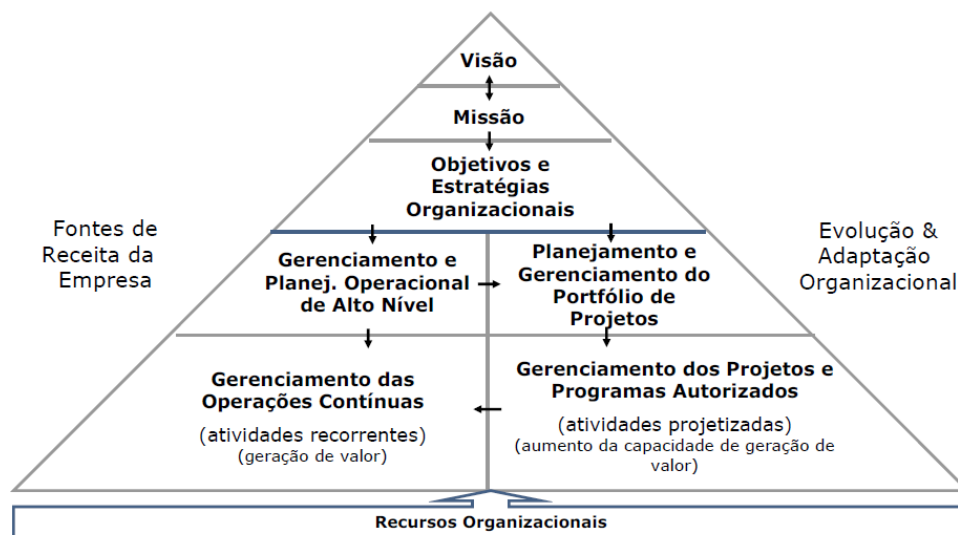 Visão
Missão
Objetivos e
Estratégias
Organizacionais
Fontes de
Receita da
Empresa
Evolução &
Adaptação
Organizacional
Gerenciamento e
Planej. Operacional
de Alto Nível
Planejamento e
Gerenciamento do
Portfólio de
Projetos
Gerenciamento das
Operações Contínuas
(atividades recorrentes)
(geração de valor)
Gerenciamento dos Projetos e
Programas Autorizados
(atividades projetizadas)
(aumento da capacidade de geração de
valor)
Recursos Organizacionais